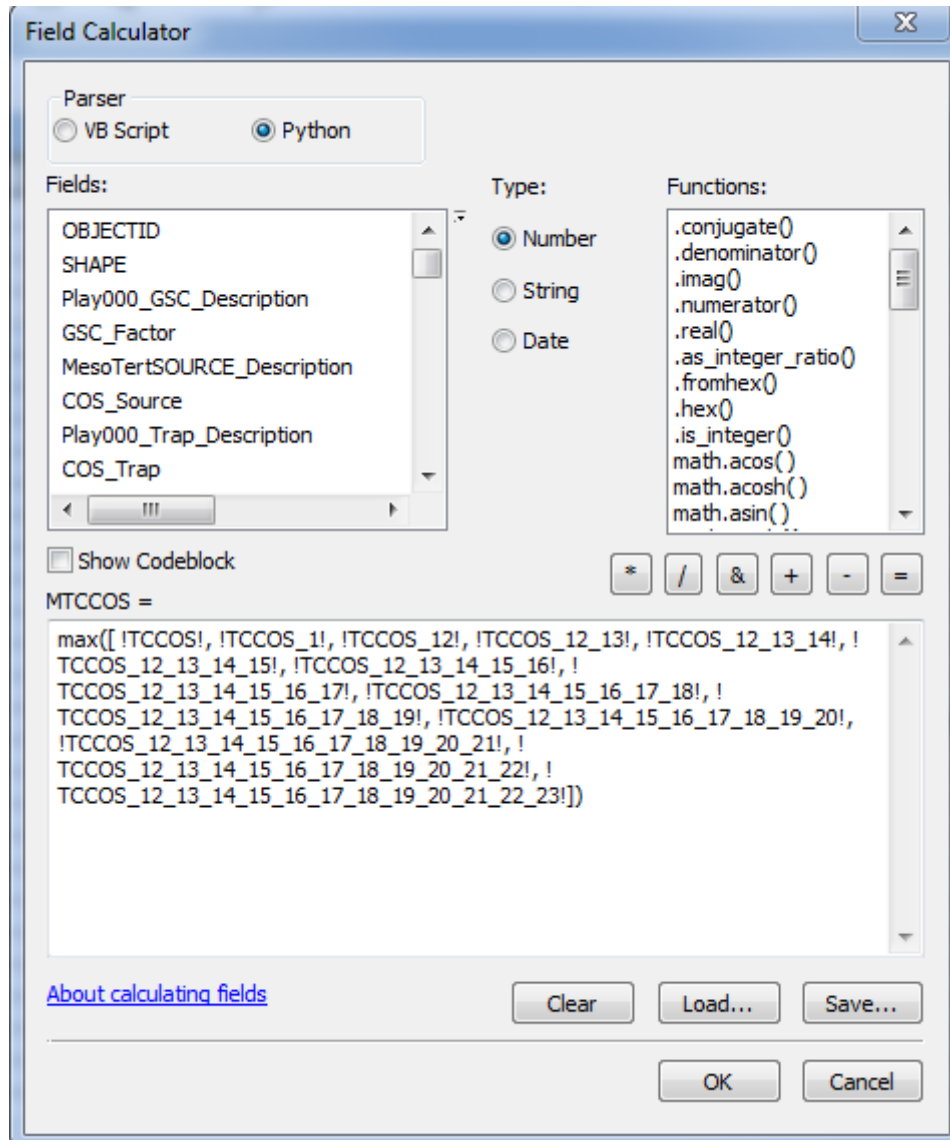 Field Calculator
Parser
VB Script
Python
Fields:
Type:
Functions:
OBJECTID
SHAPE
Play000_GSC_Description
GSC_Factor
MesoTertSOURCE_Description
COS_Source
Play000_Trap_Description
COS_Trap
Number
String
Date
.conjugate()
.denominator()
.imag()
.numerator()
.real()
.as_integer_ratio()
.fromhex()
.hex()
.is_integer()
math.acos( )
math.acosh( )
math.asin( )
Show Codeblock
* / & + - =
MTCCOS =
max([ !TCCOS!, !TCCOS_1!, !TCCOS_12!, !TCCOS_12_13!, !TCCOS_12_13_14!, !
TCCOS_12_13_14_15!, !TCCOS_12_13_14_15_16!, !
TCCOS_12_13_14_15_16_17!, !TCCOS_12_13_14_15_16_17_18!, !
TCCOS_12_13_14_15_16_17_18_19!, !TCCOS_12_13_14_15_16_17_18_19_20!,
!TCCOS_12_13_14_15_16_17_18_19_20_21!, !
TCCOS_12_13_14_15_16_17_18_19_20_21_22!, !
TCCOS_12_13_14_15_16_17_18_19_20_21_22_23!])
About calculating fields
Clear
Load...
Save...
OK
Cancel